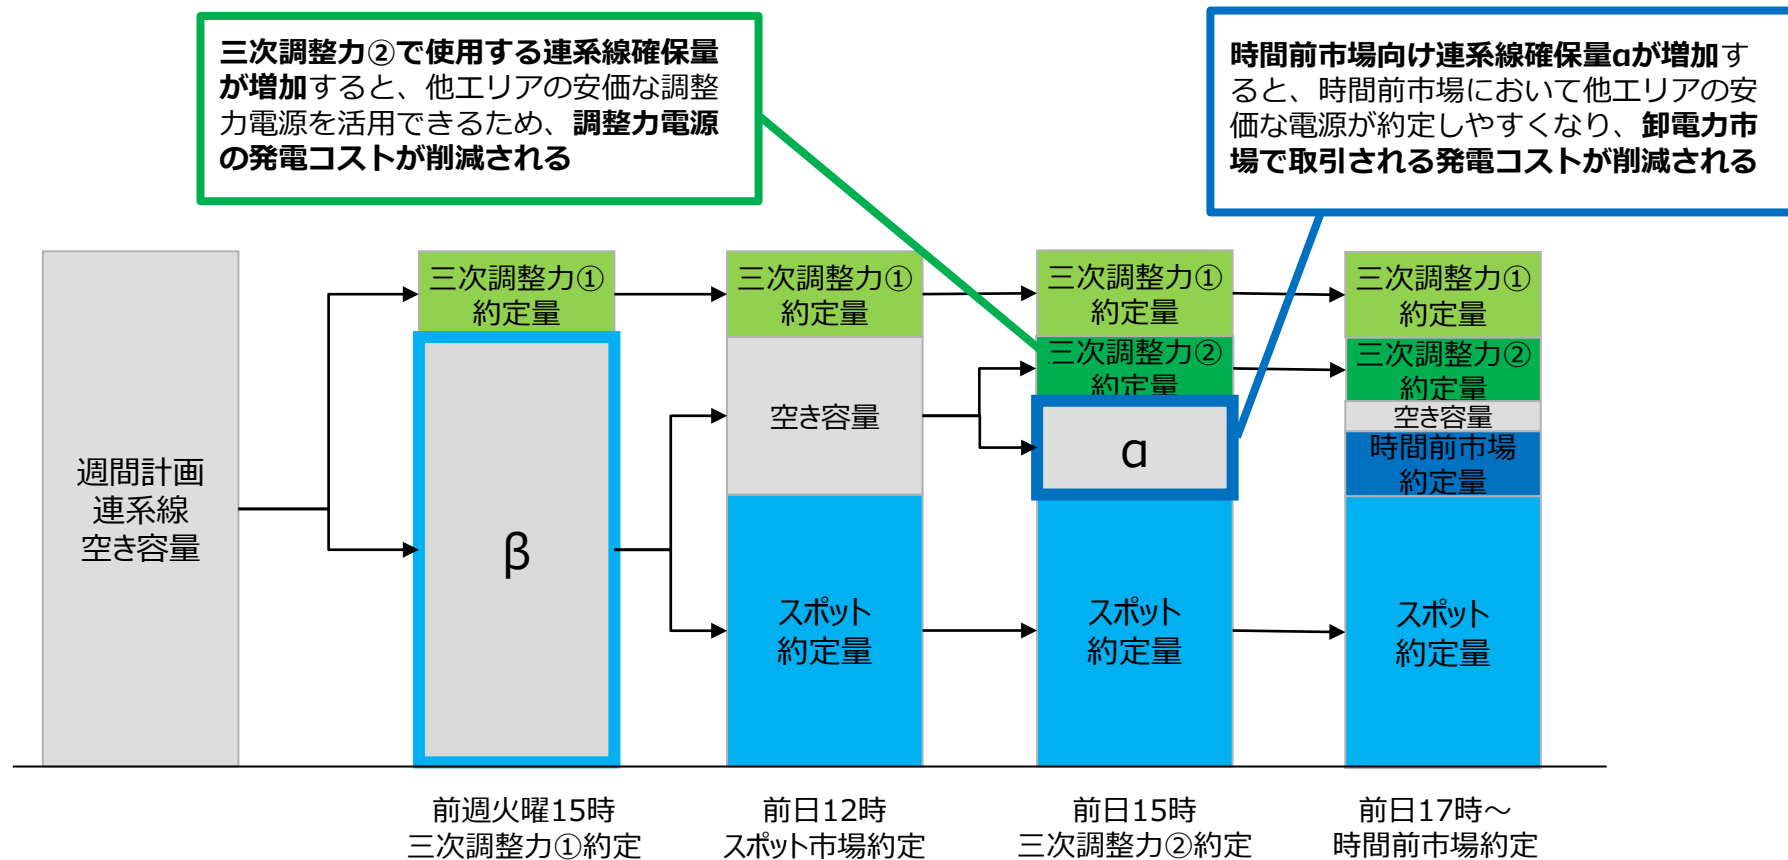 三次調整力②で使用する連系線確保量
が増加すると、他エリアの安価な調整
力電源を活用できるため、調整力電源
の発電コストが削減される
時間前市場向け連系線確保量αが増加す
ると、時間前市場において他エリアの安
価な電源が約定しやすくなり、卸電力市
場で取引される発電コストが削減される
週間計画
連系線
空き容量
三次調整力①
約定量
β
三次調整力①
約定量
空き容量
スポット
約定量
三次調整力①
約定量
三次調整力②
約定量
α
スポット
約定量
三次調整力①
約定量
三次調整力②
約定量
空き容量
時間前市場
約定量
スポット
約定量
前週火曜15時
三次調整力①約定
前日12時
スポット市場約定
前日15時
三次調整力②約定
前日17時～
時間前市場約定